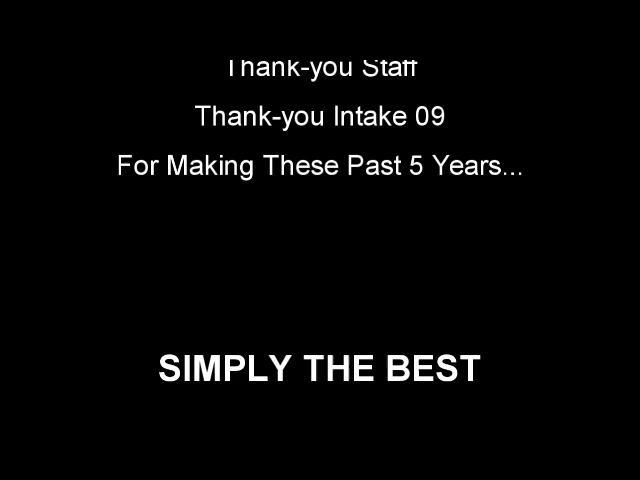 Thank-you Staff
Thank-you Intake 09
For Making These Past 5 Years...
SIMPLY THE BEST